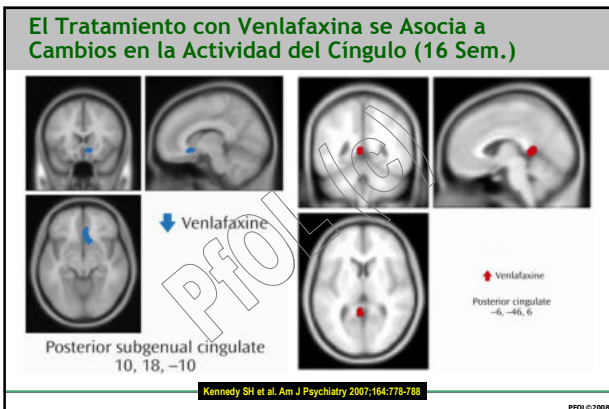 El Tratamiento con Venlafaxina se Asocia a
Cambios en la Actividad del Cíngulo (16 Sem.)
Venlafaxine
Posterior subgenual cingulate
10, 18, –10
Venlafaxine
Posterior cingulate
–6, –46, 6
PfOL (c)
Kennedy SH et al. Am J Psychiatry 2007;164:778-788
PFOL©2008